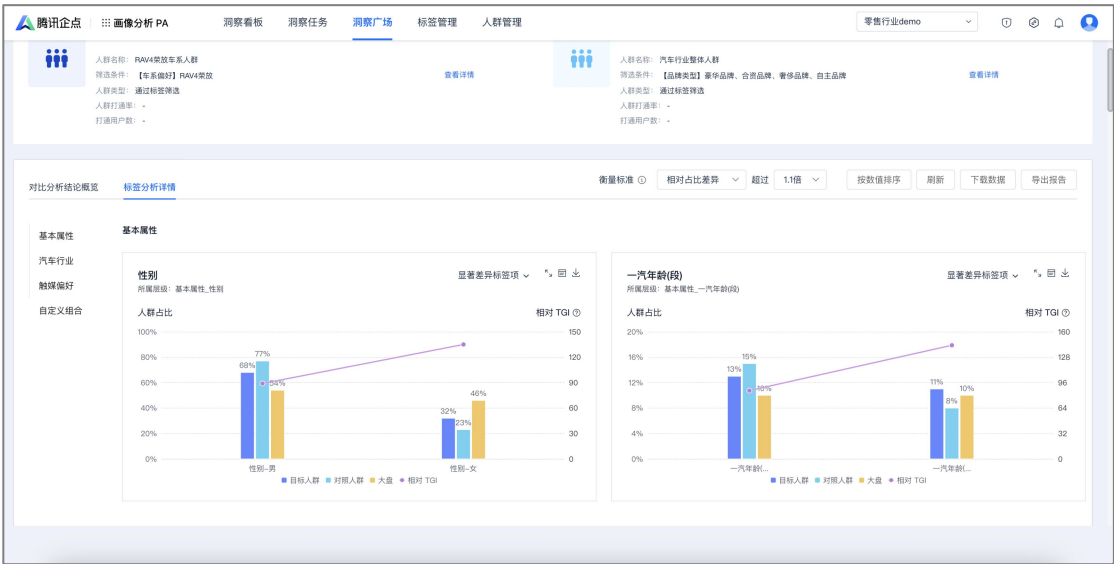 腾讯企点 画像分析 PA 洞察看板 洞察任务 洞察广场 标签管理 人群管理 零售行业demo
人群名称: RAV4荣放车系人群
筛选条件: 【车系偏好】RAV4荣放 查看详情
人群类型: 通过标签筛选
人群打通率: -
打通用户数: -
人群名称: 汽车行业整体人群
筛选条件: 【品牌类型】豪华品牌、合资品牌、奢侈品牌、自主品牌 查看详情
人群类型: 通过标签筛选
人群打通率: -
打通用户数: -
对比分析结论概览 标签分析详情 衡量标准 相对占比差异 超过 1.1倍 按数值排序 刷新 下载数据 导出报告
基本属性
汽车行业
触媒偏好
自定义组合
基本属性
性别 显著差异标签项
所属层级: 基本属性_性别
人群占比 相对 TGI
100% 150
80% 120
60% 90
40% 60
20% 30
0% 0
68% 77% 54%
32% 23% 46%
性别-男 性别-女
目标人群 对照人群 大盘 相对 TGI
一汽年龄(段) 显著差异标签项
所属层级: 基本属性_一汽年龄(段)
人群占比 相对 TGI
20% 160
16% 128
12% 96
8% 64
4% 32
0% 0
13% 15% 10%
11% 8% 10%
一汽年龄(... 一汽年龄(...
目标人群 对照人群 大盘 相对 TGI